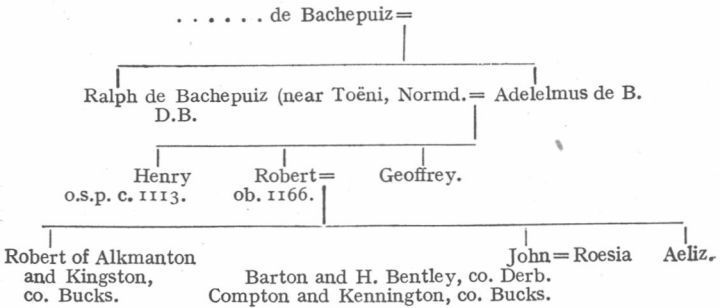 . . . . . . de Bachepuiz=
Ralph de Bachepuiz (near Toëni, Normd.= Adelelmus de B.
D.B.
Henry Robert= Geoffrey.
o.s.p. c. 1113. ob. 1166.
Robert of Alkmanton John=Roesia Aeliz.
and Kingston, Barton and H. Bentley, co. Derb.
co. Bucks. Compton and Kennington, co. Bucks.